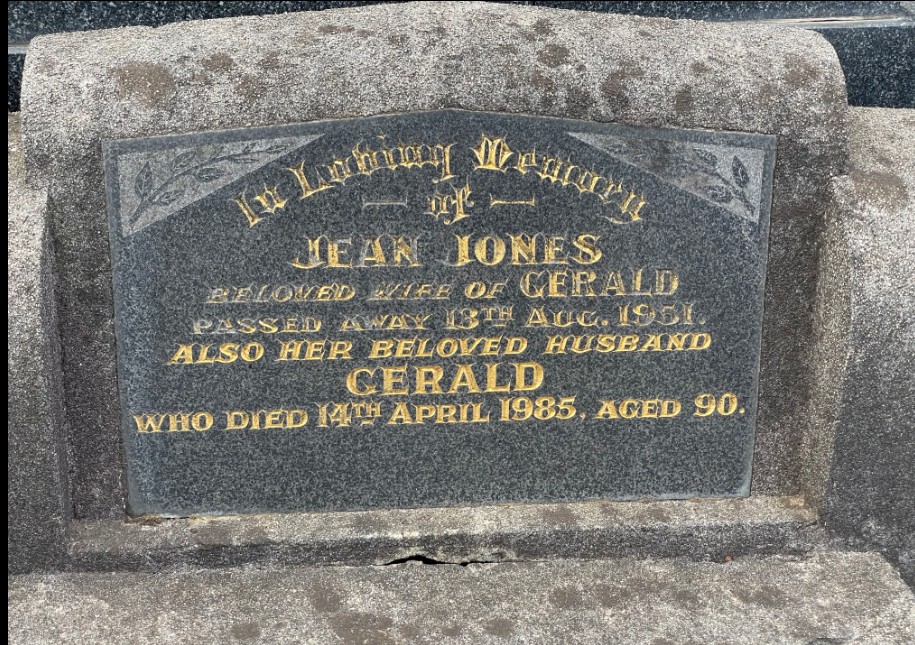 In Loving Memory
— of —
JEAN JONES
BELOVED WIFE OF GERALD
PASSED AWAY 13TH AUG. 1951.
ALSO HER BELOVED HUSBAND
GERALD
WHO DIED 14TH APRIL 1985, AGED 90.